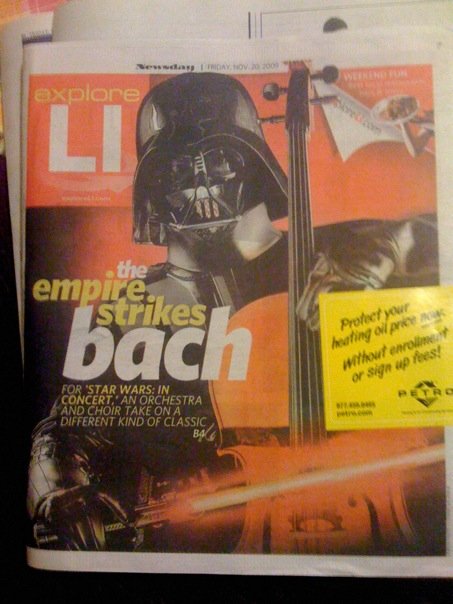 Newsday | FRIDAY, NOV. 20, 2009
explore
LI
WEEKEND FUN
exploreLI.com
the
empire
strikes
bach
FOR 'STAR WARS: IN
CONCERT,' AN ORCHESTRA
AND CHOIR TAKE ON A
DIFFERENT KIND OF CLASSIC
B4
Protect your
heating oil price now.
Without enrollment
or sign up fees!
PETRO
petro.com